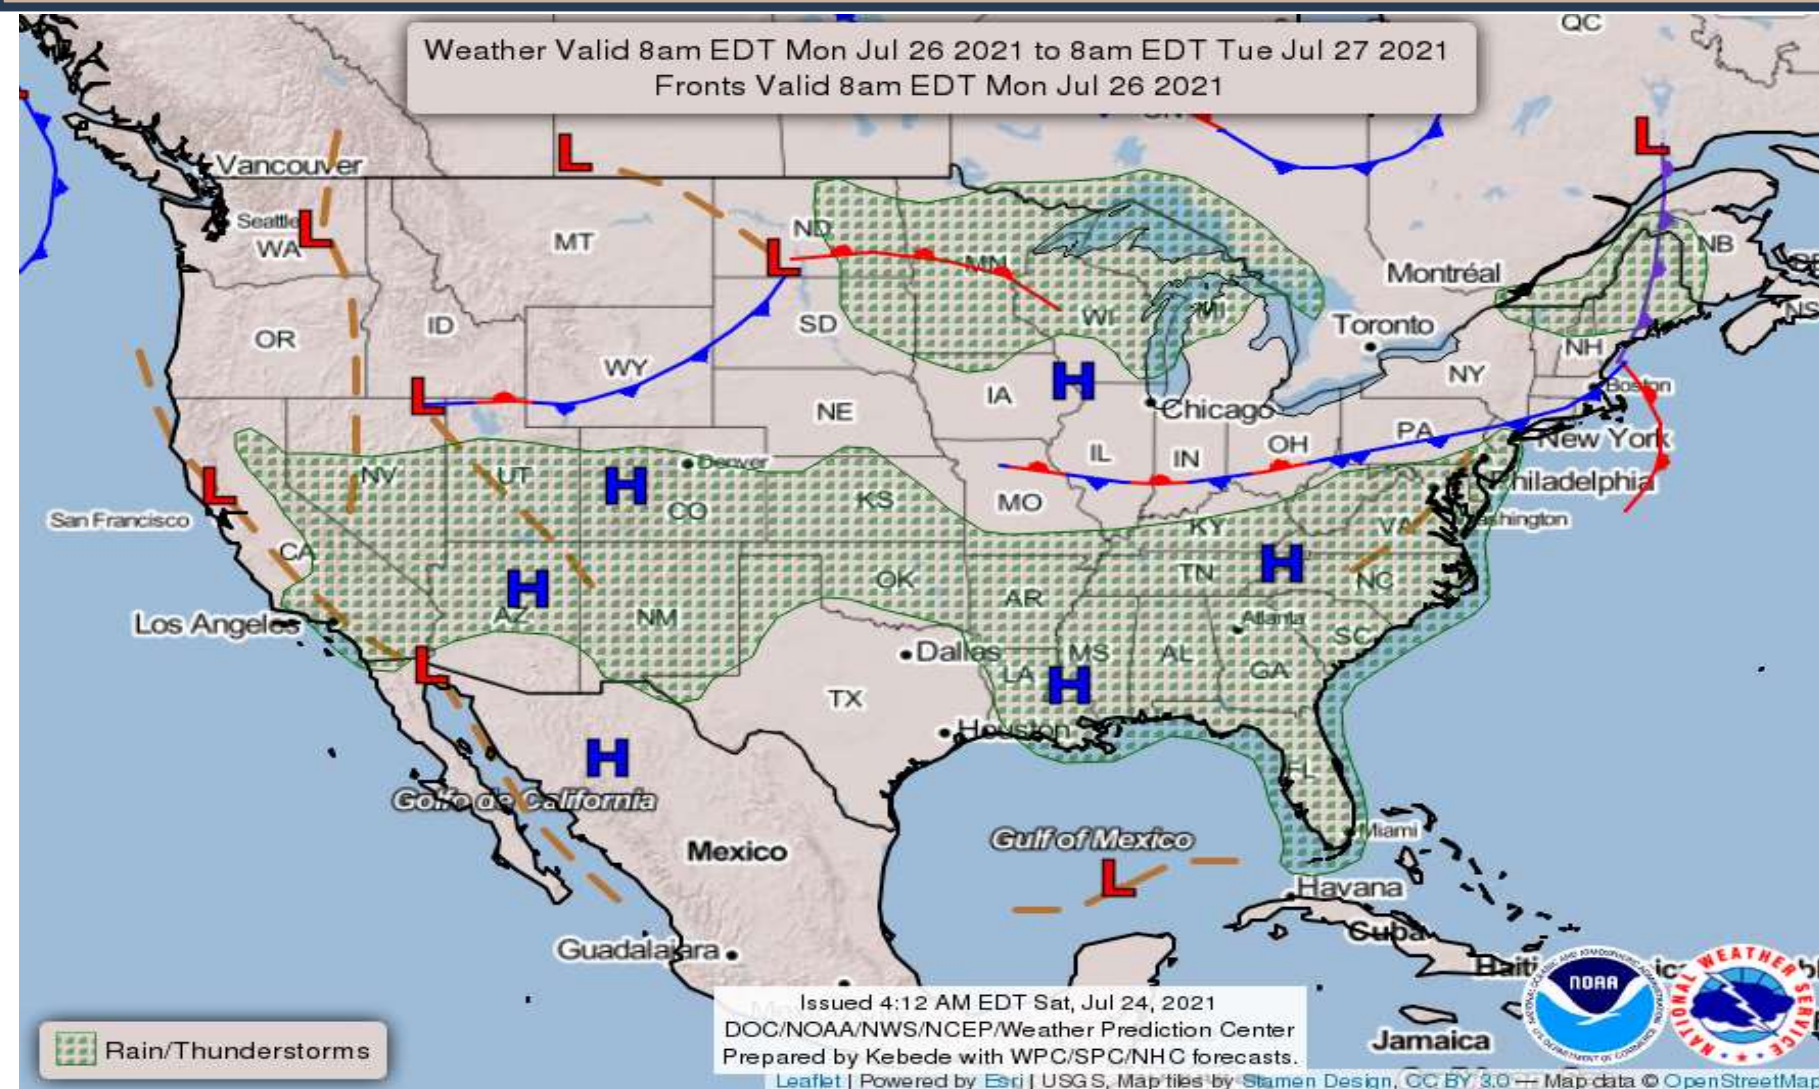 QC
Weather Valid 8am EDT Mon Jul 26 2021 to 8am EDT Tue Jul 27 2021
Fronts Valid 8am EDT Mon Jul 26 2021
L
L
Vancouver
Seattle
L
WA
MT
ND
L
MN
NB
Montréal
OR
ID
SD
WI
MI
Toronto
NH
NS
WY
L
NE
IA
H
Chicago
NY
Boston
PA
New York
IL
IN
OH
NV
UT
H
Denver
CO
KS
MO
L
Philadelphia
San Francisco
KY
VA
CA
H
AZ
NM
OK
AR
TN
H
NC
Los Angeles
Atlanta
SC
L
Dallas
LA
MS
AL
GA
H
TX
Houston
H
FL
Golfo de California
Mexico
Gulf of Mexico
L
Miami
Havana
Cuba
Guadalajara
Haiti
Jamaica
NOAA
NATIONAL WEATHER SERVICE
Rain/Thunderstorms
Issued 4:12 AM EDT Sat, Jul 24, 2021
DOC/NOAA/NWS/NCEP/Weather Prediction Center
Prepared by Kebede with WPC/SPC/NHC forecasts.
Leaflet | Powered by Esri | USGS, Map tiles by Stamen Design, CC BY 3.0 — Map data © OpenStreetMap